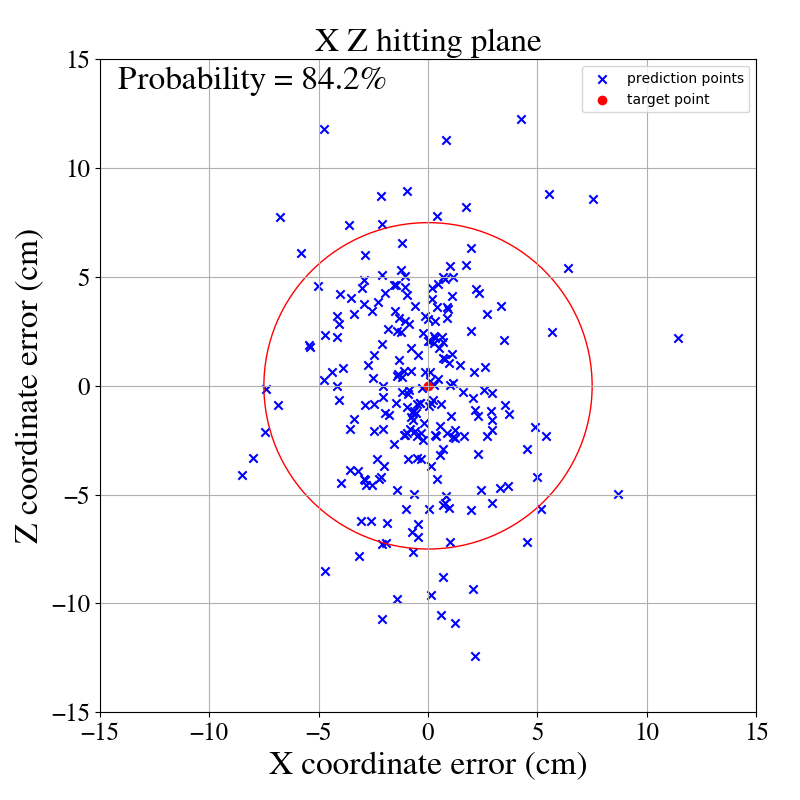 X Z hitting plane
Probability = 84.2%
prediction points
target point
15
10
5
0
−5
−10
−15
−15
−10
−5
0
5
10
15
Z coordinate error (cm)
X coordinate error (cm)